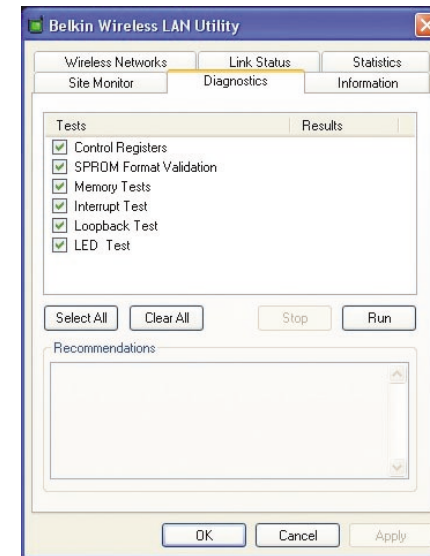 Belkin Wireless LAN Utility
Wireless Networks Link Status Statistics
Site Monitor Diagnostics Information
Tests Results
Control Registers
SPROM Format Validation
Memory Tests
Interrupt Test
Loopback Test
LED Test
Select All Clear All Stop Run
Recommendations
OK Cancel Apply